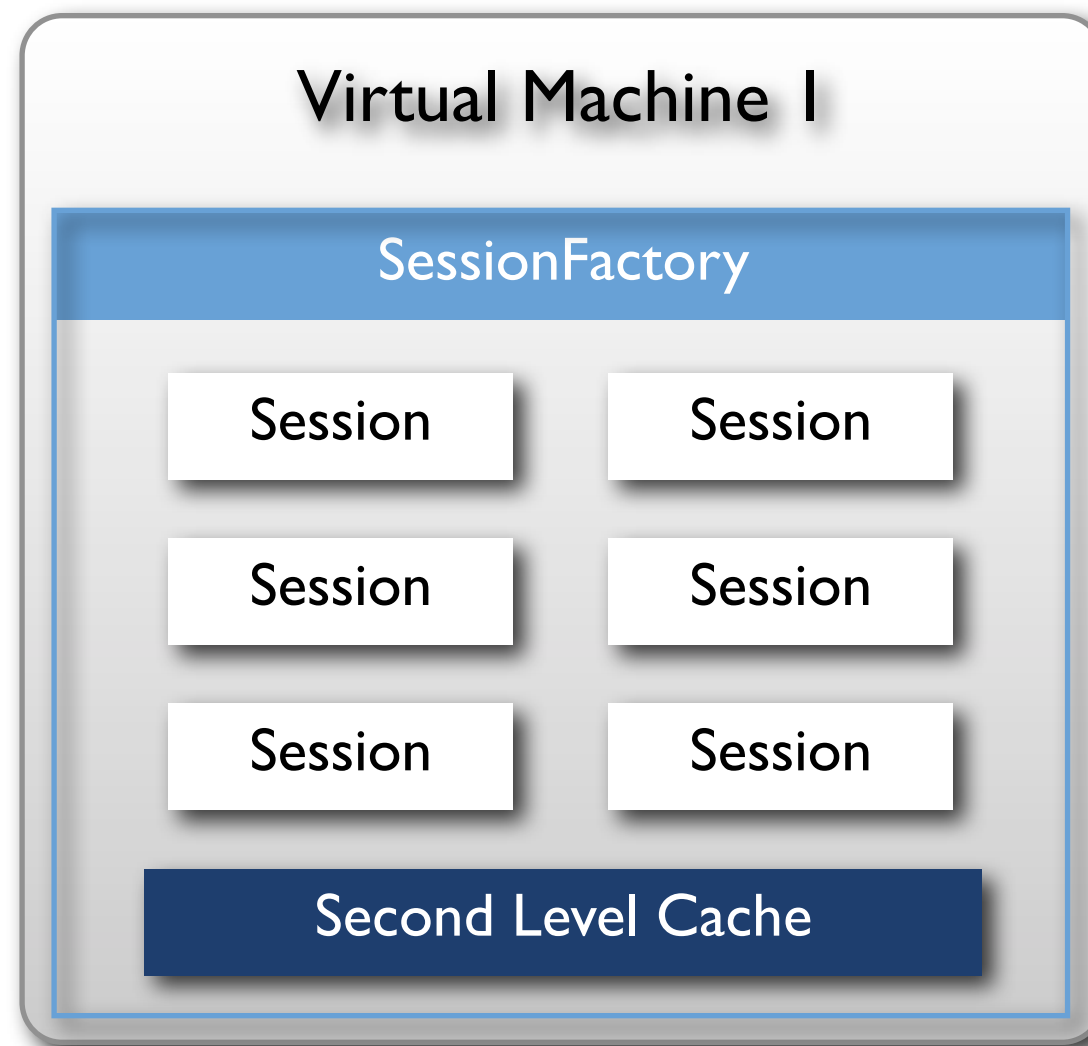 Virtual Machine 1
SessionFactory
Session Session
Session Session
Session Session
Second Level Cache